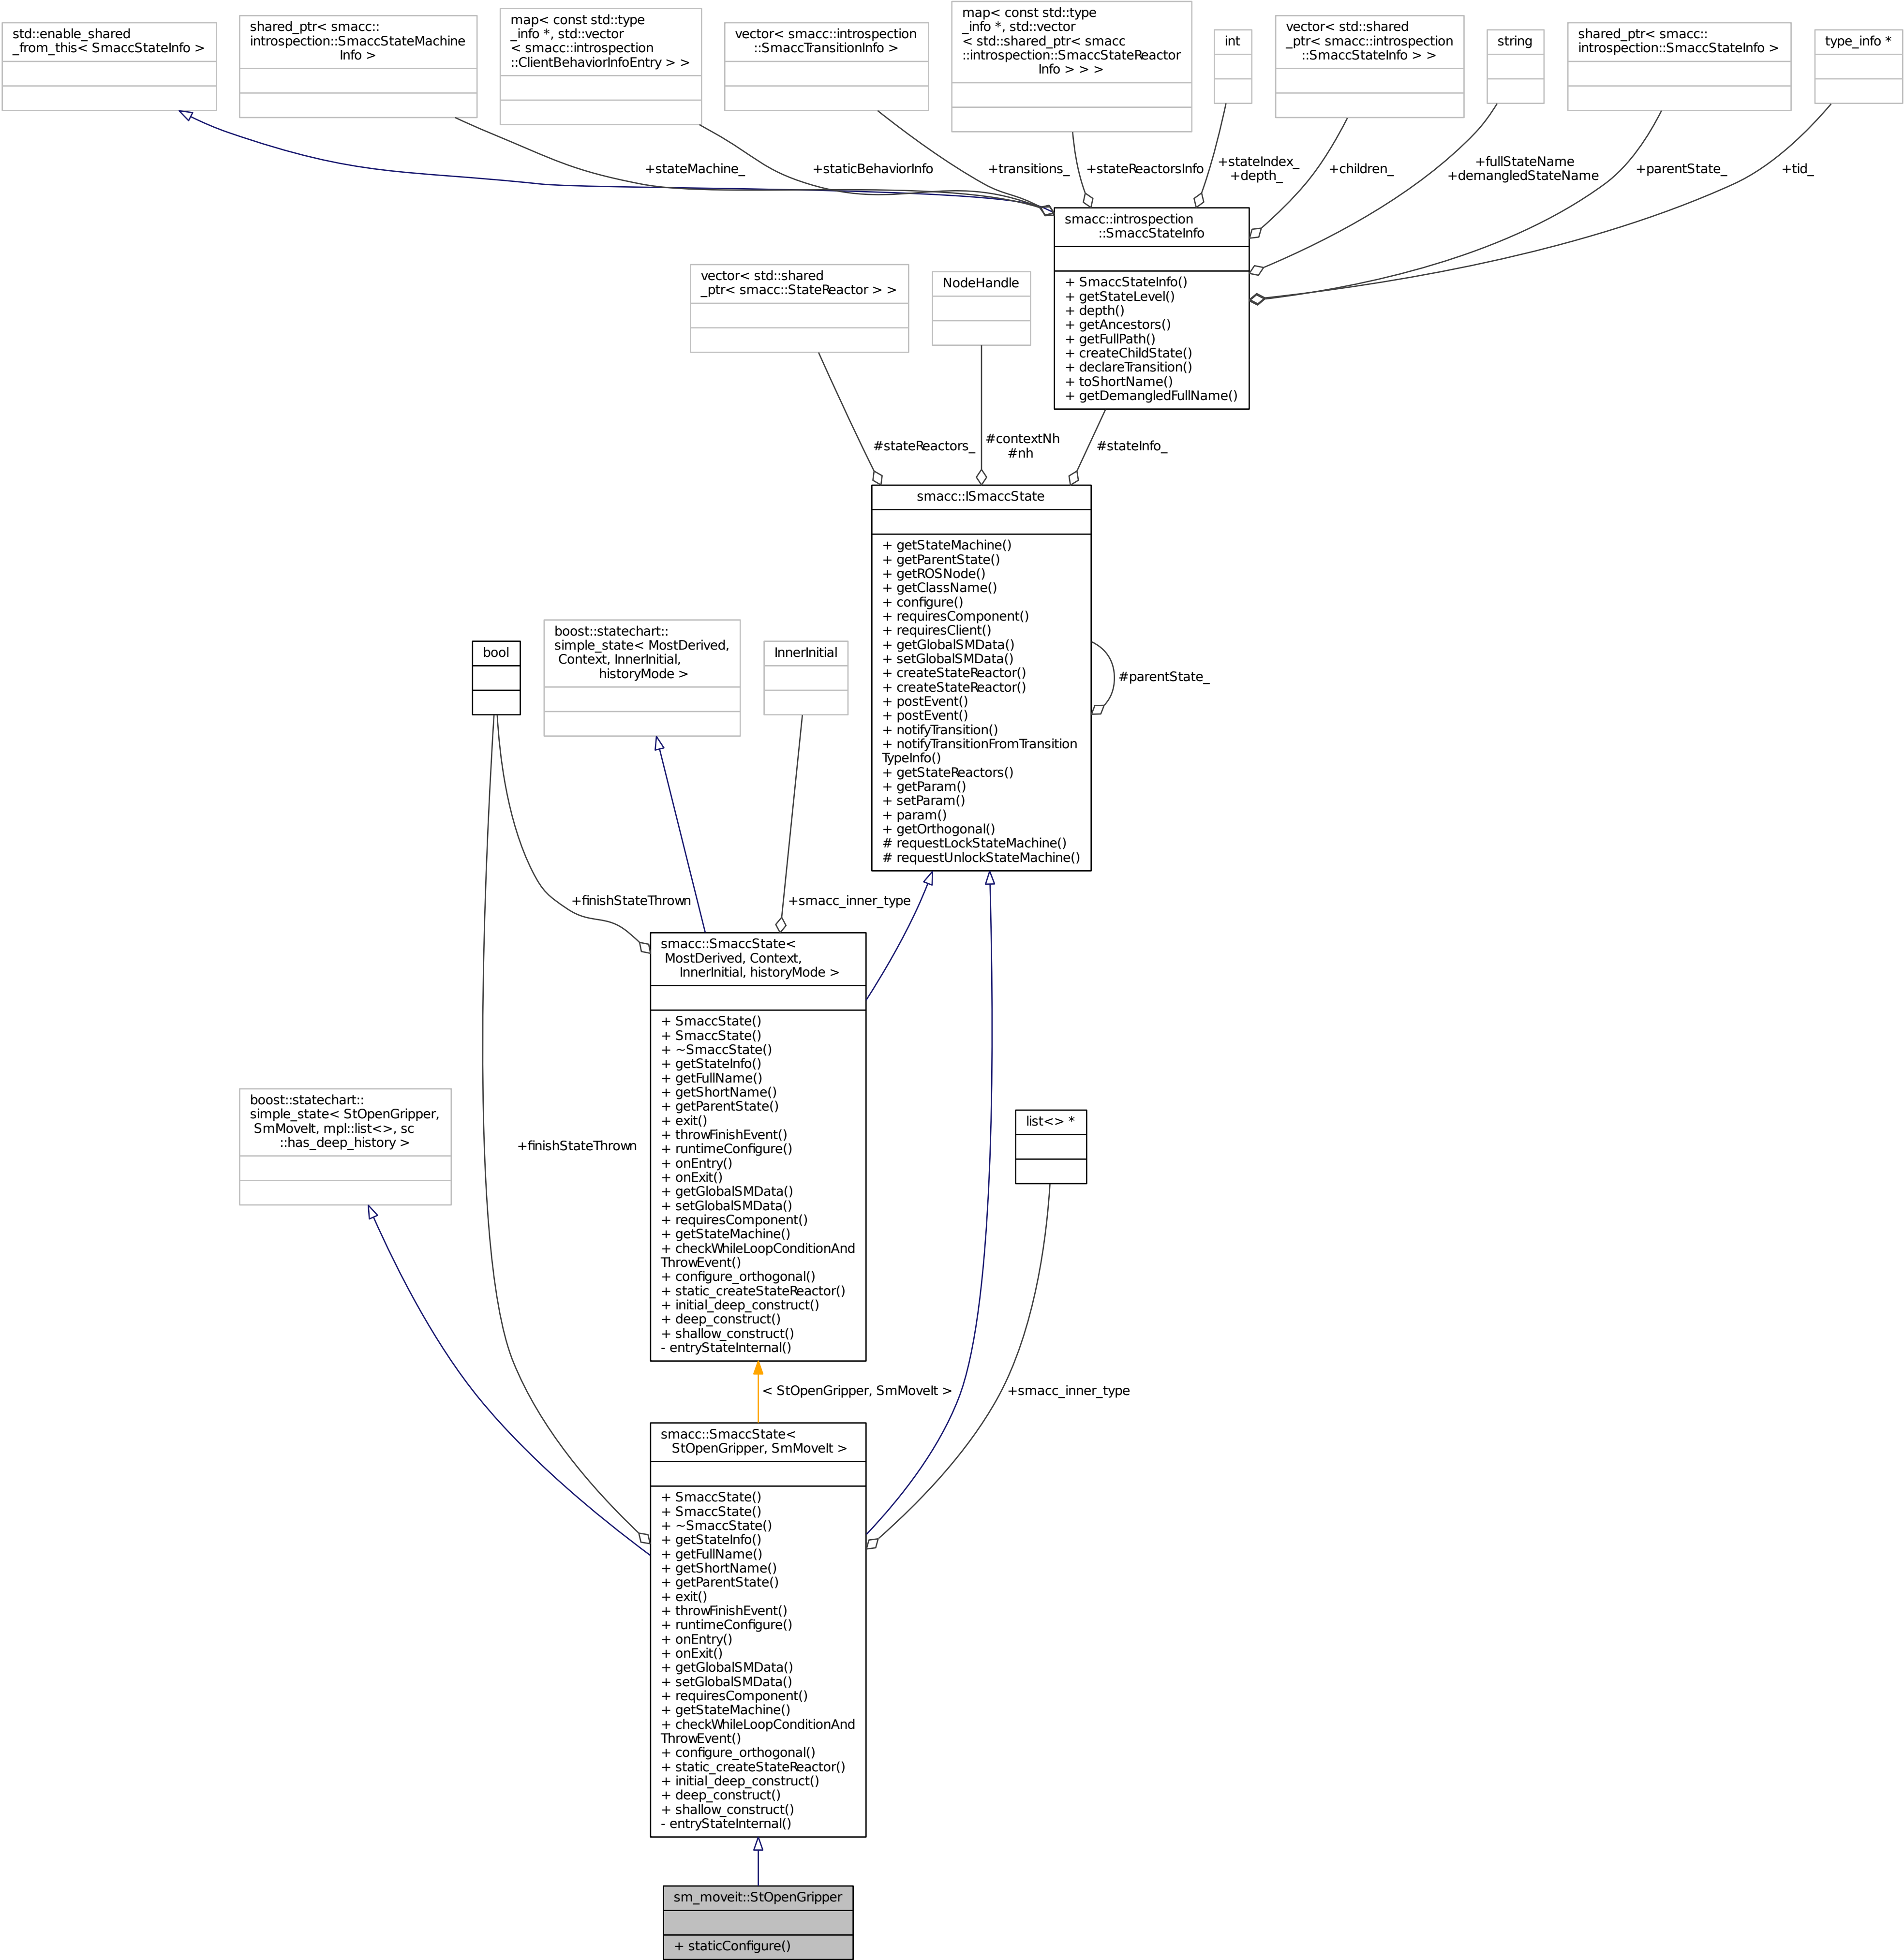 std::enable_shared
_from_this< SmaccStateInfo >
shared_ptr< smacc::
introspection::SmaccStateMachine
Info >
map< const std::type
_info *, std::vector
< smacc::introspection
::ClientBehaviorInfoEntry > >
vector< smacc::introspection
::SmaccTransitionInfo >
map< const std::type
_info *, std::vector
< std::shared_ptr< smacc
::introspection::SmaccStateReactor
Info > > >
int
vector< std::shared
_ptr< smacc::introspection
::SmaccStateInfo > >
string
shared_ptr< smacc::
introspection::SmaccStateInfo >
type_info *
+stateMachine_
+staticBehaviorInfo
+transitions_
+stateReactorsInfo
+stateIndex_
+depth_
+children_
+fullStateName
+demangledStateName
+parentState_
+tid_
smacc::introspection
::SmaccStateInfo
+ SmaccStateInfo()
+ getStateLevel()
+ depth()
+ getAncestors()
+ getFullPath()
+ createChildState()
+ declareTransition()
+ toShortName()
+ getDemangledFullName()
vector< std::shared
_ptr< smacc::StateReactor > >
NodeHandle
#stateReactors_
#contextNh
#nh
#stateInfo_
smacc::ISmaccState
+ getStateMachine()
+ getParentState()
+ getROSNode()
+ getClassName()
+ configure()
+ requiresComponent()
+ requiresClient()
+ getGlobalSMData()
+ setGlobalSMData()
+ createStateReactor()
+ createStateReactor()
+ postEvent()
+ postEvent()
+ notifyTransition()
+ notifyTransitionFromTransition
TypeInfo()
+ getStateReactors()
+ getParam()
+ setParam()
+ param()
+ getOrthogonal()
# requestLockStateMachine()
# requestUnlockStateMachine()
#parentState_
bool
boost::statechart::
simple_state< MostDerived,
Context, InnerInitial,
historyMode >
InnerInitial
+finishStateThrown
+smacc_inner_type
smacc::SmaccState<
MostDerived, Context,
InnerInitial, historyMode >
+ SmaccState()
+ SmaccState()
+ ~SmaccState()
+ getStateInfo()
+ getFullName()
+ getShortName()
+ getParentState()
+ exit()
+ throwFinishEvent()
+ runtimeConfigure()
+ onEntry()
+ onExit()
+ getGlobalSMData()
+ setGlobalSMData()
+ requiresComponent()
+ getStateMachine()
+ checkWhileLoopConditionAnd
ThrowEvent()
+ configure_orthogonal()
+ static_createStateReactor()
+ initial_deep_construct()
+ deep_construct()
+ shallow_construct()
- entryStateInternal()
boost::statechart::
simple_state< StOpenGripper,
SmMoveIt, mpl::list<>, sc
::has_deep_history >
+finishStateThrown
list<> *
< StOpenGripper, SmMoveIt >
+smacc_inner_type
smacc::SmaccState<
StOpenGripper, SmMoveIt >
+ SmaccState()
+ SmaccState()
+ ~SmaccState()
+ getStateInfo()
+ getFullName()
+ getShortName()
+ getParentState()
+ exit()
+ throwFinishEvent()
+ runtimeConfigure()
+ onEntry()
+ onExit()
+ getGlobalSMData()
+ setGlobalSMData()
+ requiresComponent()
+ getStateMachine()
+ checkWhileLoopConditionAnd
ThrowEvent()
+ configure_orthogonal()
+ static_createStateReactor()
+ initial_deep_construct()
+ deep_construct()
+ shallow_construct()
- entryStateInternal()
sm_moveit::StOpenGripper
+ staticConfigure()